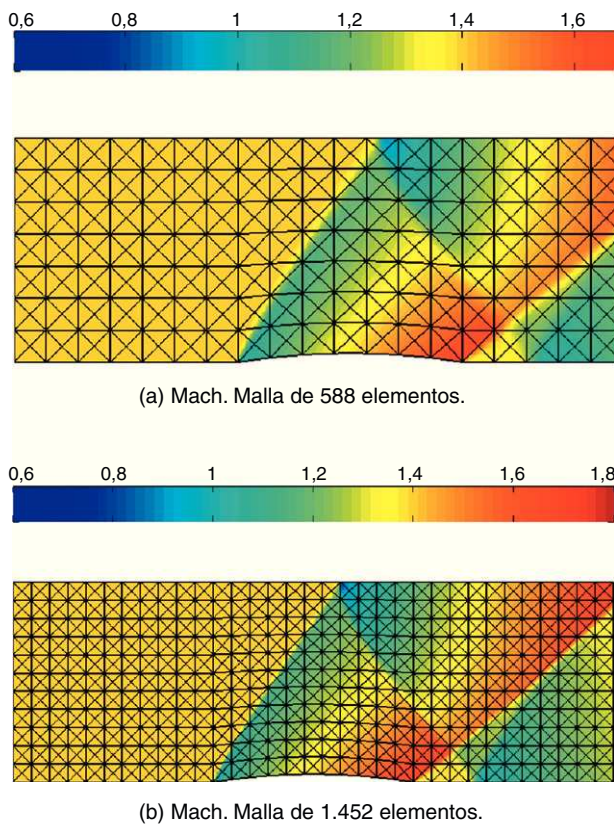 0,6 0,8 1 1,2 1,4 1,6
(a) Mach. Malla de 588 elementos.
0,6 0,8 1 1,2 1,4 1,6 1,8
(b) Mach. Malla de 1.452 elementos.